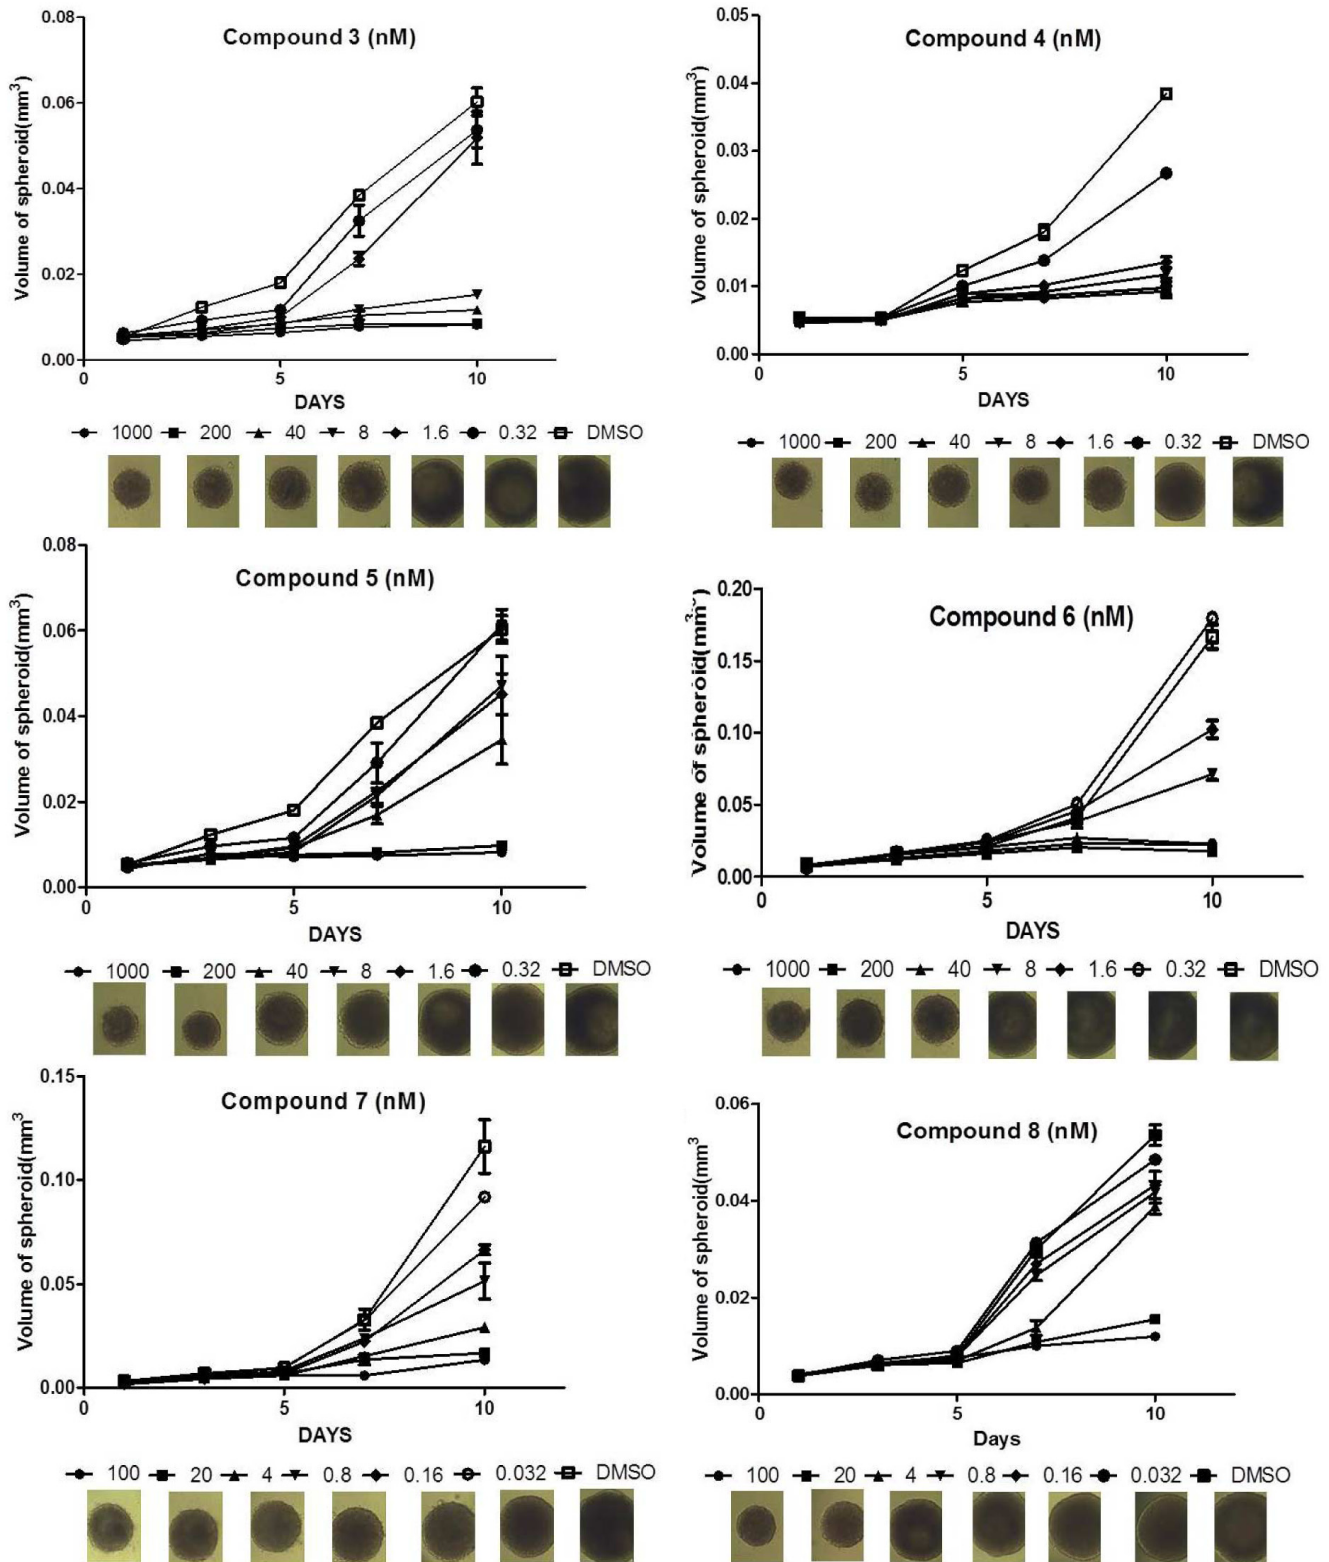 Compound 3 (nM)
Volume of spheroid(mm³)
0.08
0.06
0.04
0.02
0.00
0 5 10
DAYS
1000 200 40 8 1.6 0.32 DMSO
Compound 4 (nM)
Volume of spheroid(mm³)
0.05
0.04
0.03
0.02
0.01
0.00
0 5 10
DAYS
1000 200 40 8 1.6 0.32 DMSO
Compound 5 (nM)
Volume of spheroid(mm³)
0.08
0.06
0.04
0.02
0.00
0 5 10
DAYS
1000 200 40 8 1.6 0.32 DMSO
Compound 6 (nM)
Volume of spheroid(mm³)
0.20
0.15
0.10
0.05
0.00
0 5 10
DAYS
1000 200 40 8 1.6 0.32 DMSO
Compound 7 (nM)
Volume of spheroid(mm³
0.15
0.10
0.05
0.00
0 5 10
DAYS
100 20 4 0.8 0.16 0.032 DMSO
Compound 8 (nM)
Volume of spheroid(mm³
0.06
0.04
0.02
0.00
0 5 10
Days
100 20 4 0.8 0.16 0.032 DMSO